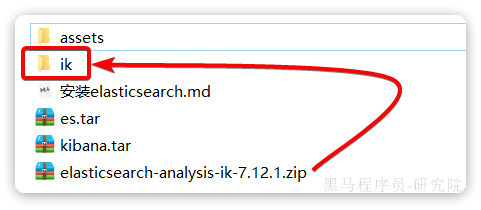 assets
ik
安装elasticsearch.md
es.tar
kibana.tar
elasticsearch-analysis-ik-7.12.1.zip
黑马程序员-研究院